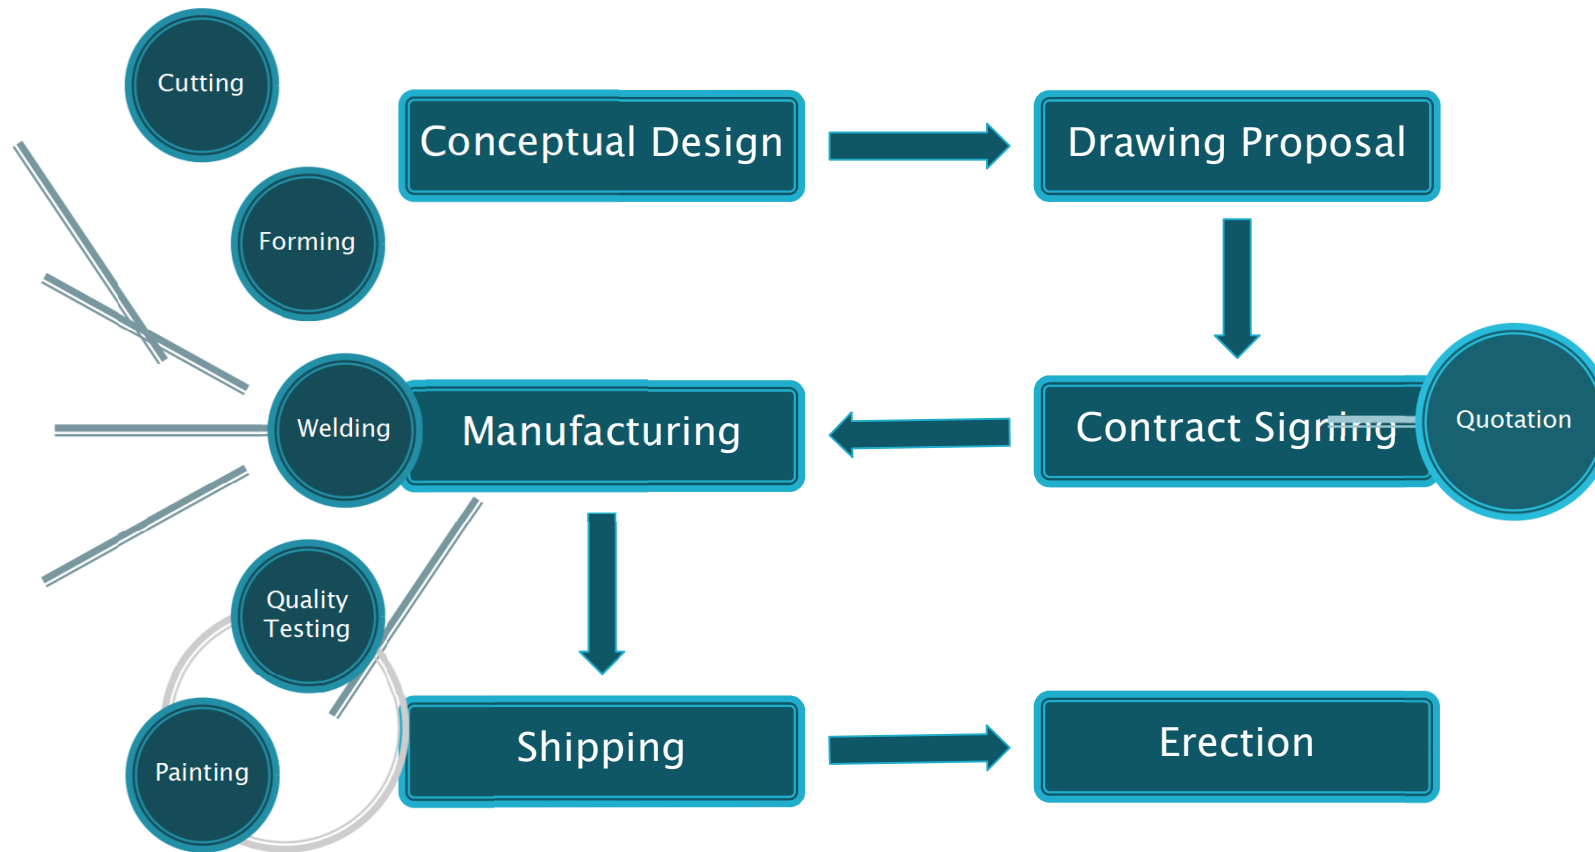 Cutting
Conceptual Design
Drawing Proposal
Forming
Welding
Manufacturing
Contract Signing
Quotation
Quality
Testing
Shipping
Erection
Painting